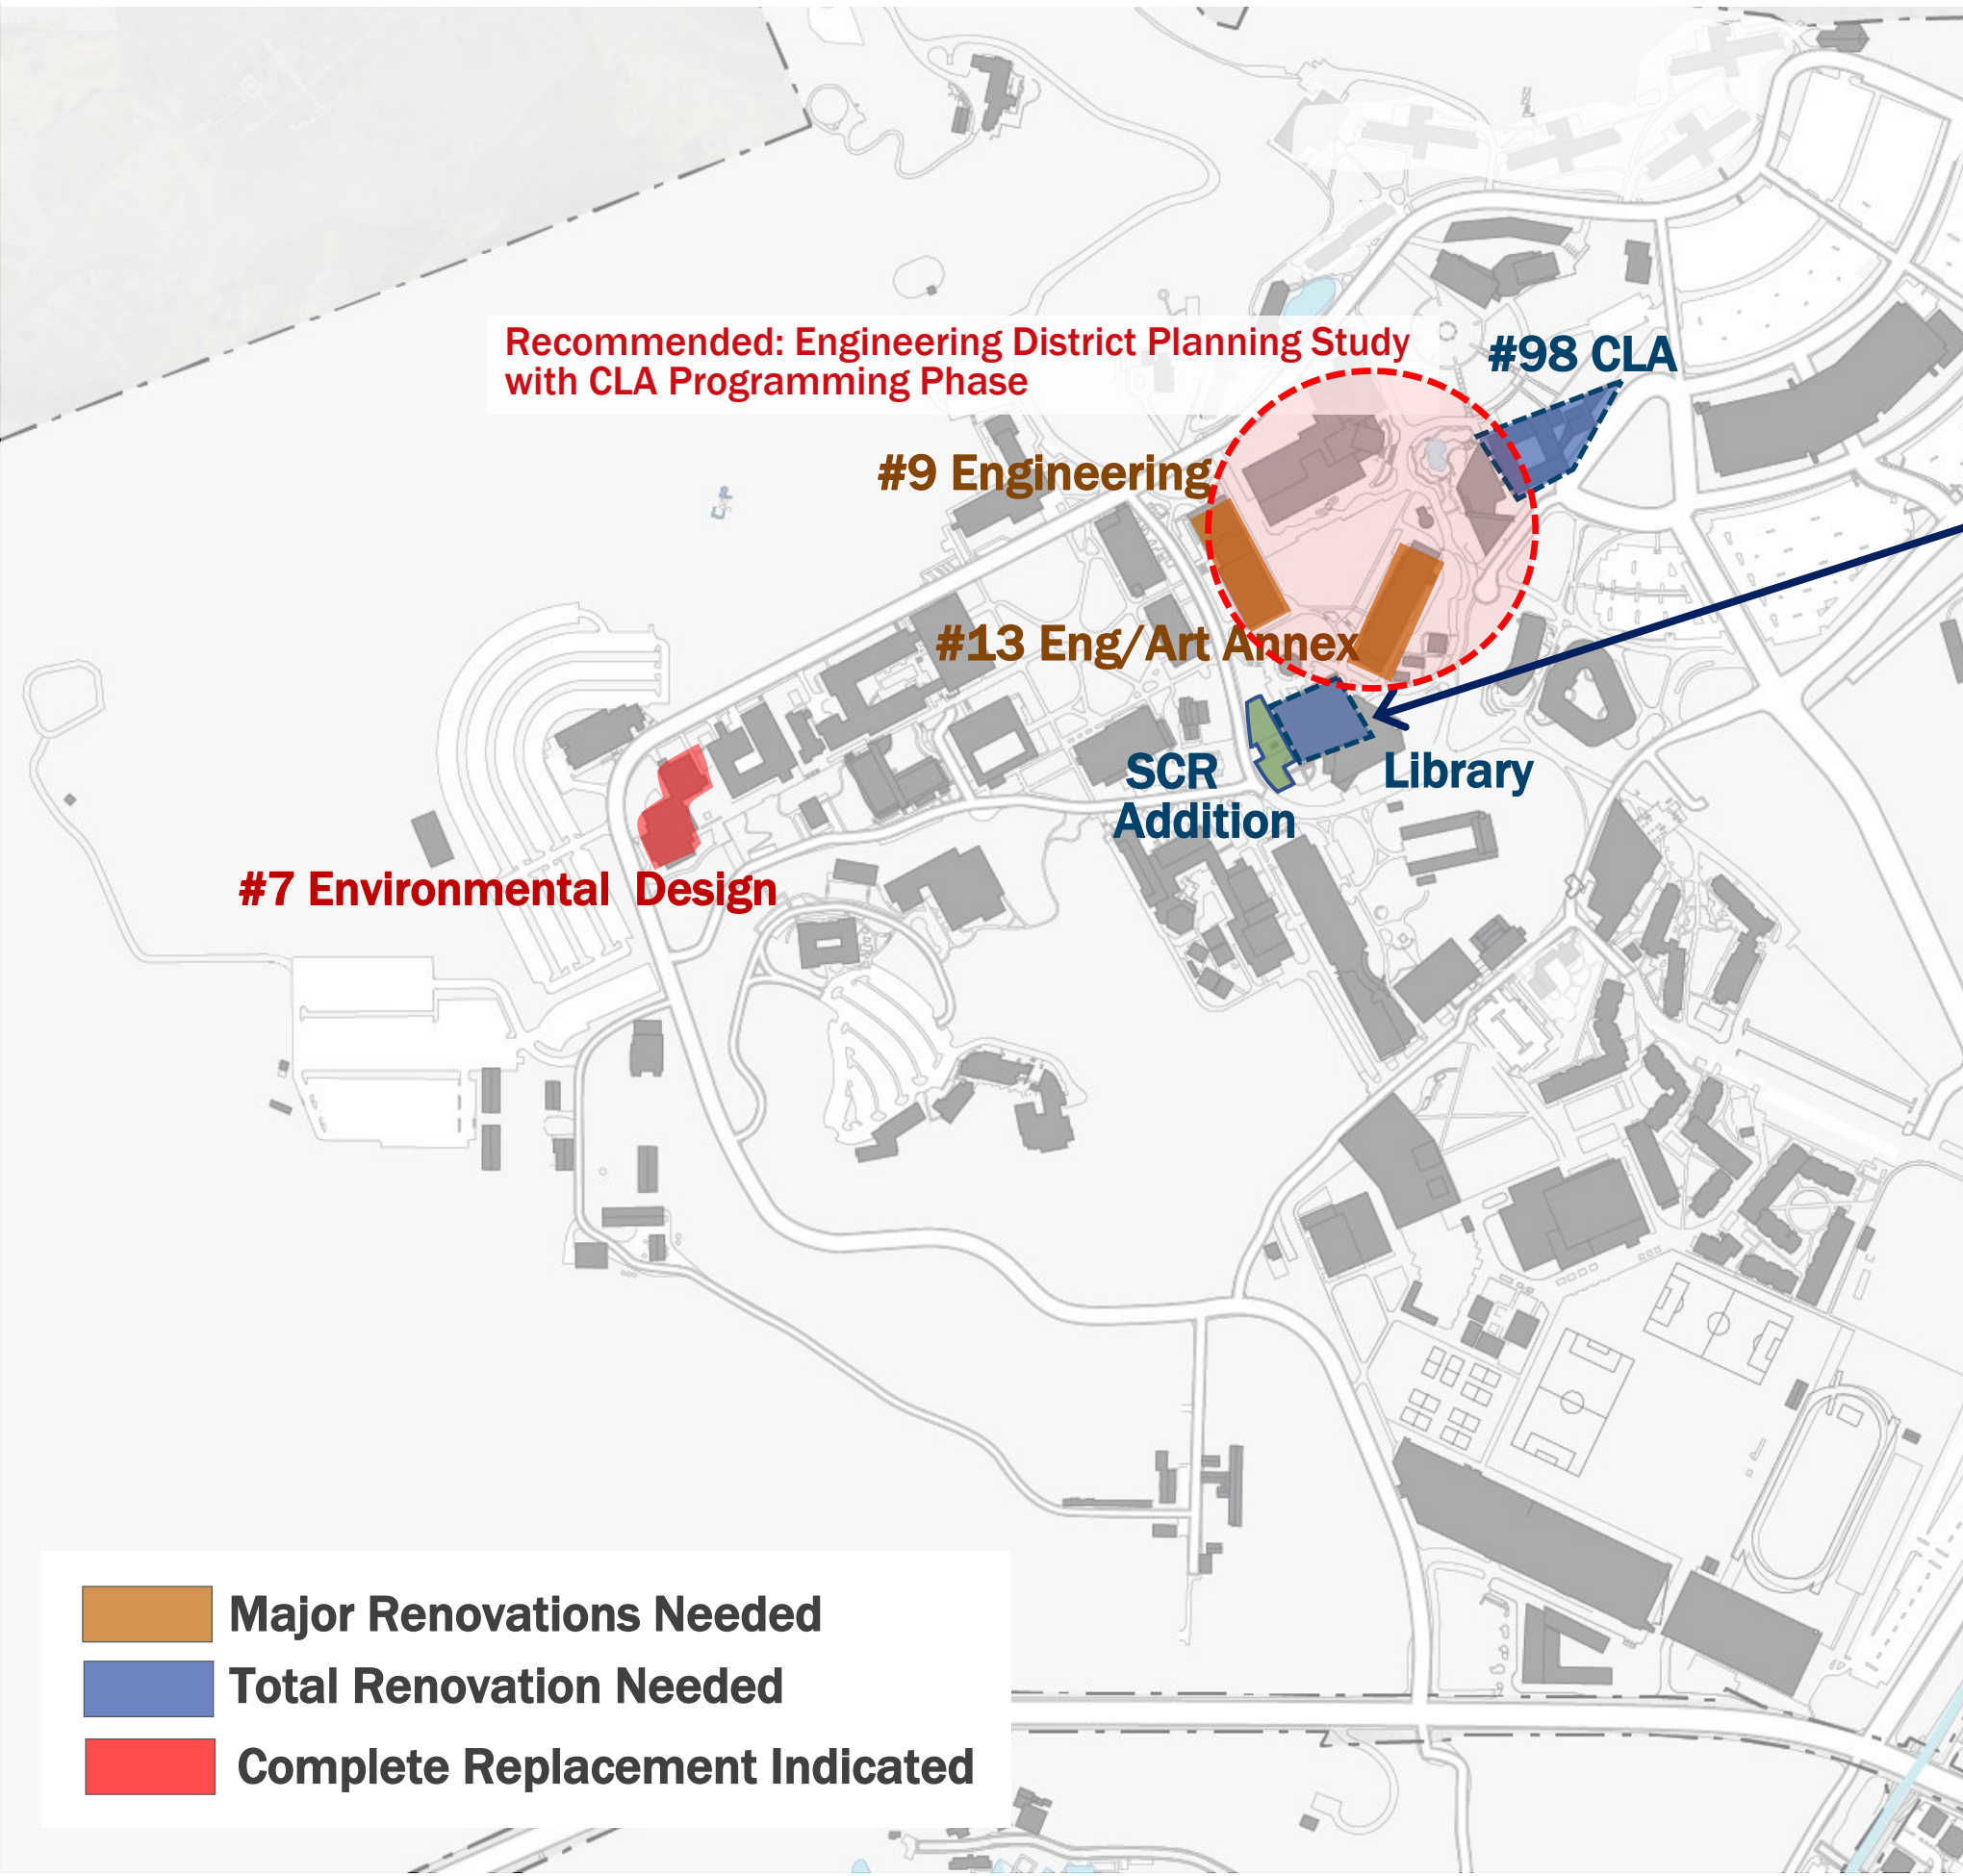 Recommended: Engineering District Planning Study
with CLA Programming Phase
#98 CLA
#9 Engineering
#13 Eng/Art Annex
SCR
Addition
Library
#7 Environmental Design
Major Renovations Needed
Total Renovation Needed
Complete Replacement Indicated